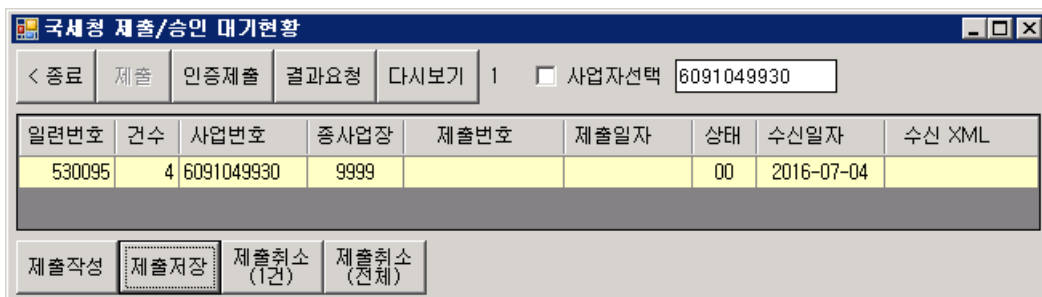 국세청 제출/승인 대기현황
< 종료 제출 인증제출 결과요청 다시보기 1 사업자선택 6091049930
일련번호 건수 사업번호 종사업장 제출번호 제출일자 상태 수신일자 수신 XML
530095 4 6091049930 9999 00 2016-07-04
제출작성 제출저장 제출취소 (1건) 제출취소 (전체)